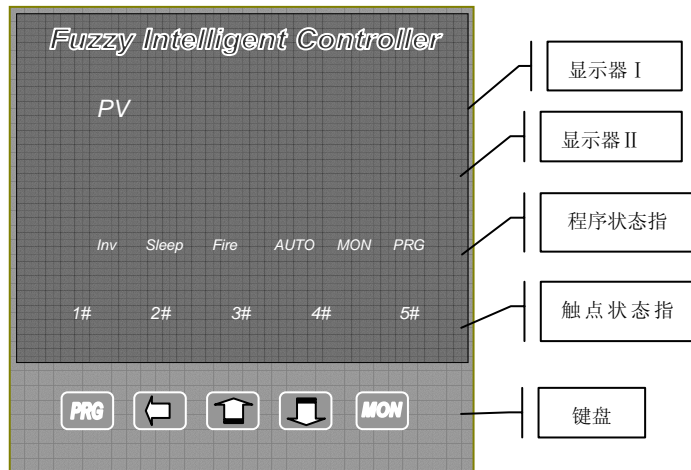 Fuzzy Intelligent Controller
显示器Ⅰ
PV
显示器Ⅱ
程序状态指
Inv Sleep Fire AUTO MON PRG
触点状态指
1# 2# 3# 4# 5#
PRG MON
键盘